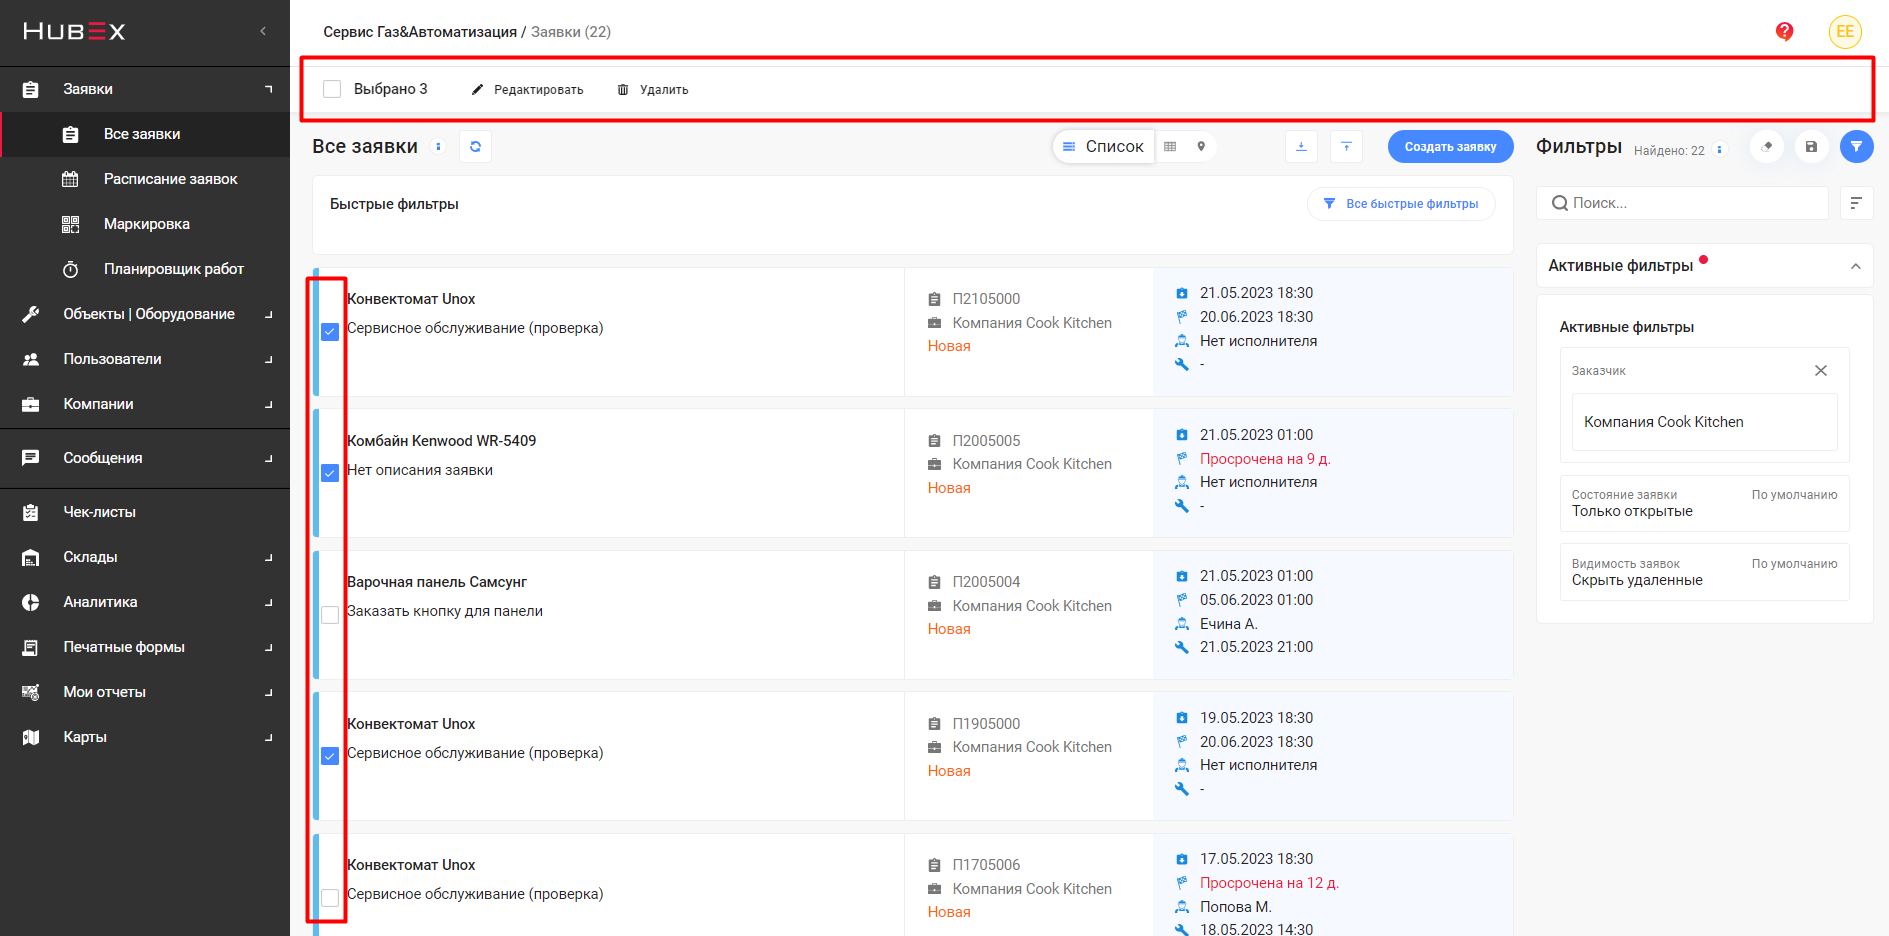 HUBEX
Заявки
Все заявки
Расписание заявок
Маркировка
Планировщик работ
Объекты | Оборудование
Пользователи
Компании
Сообщения
Чек-листы
Склады
Аналитика
Печатные формы
Мои отчеты
Карты
Сервис Газ&Автоматизация / Заявки (22)
EE
Выбрано 3 Редактировать Удалить
Все заявки
Список
Создать заявку
Быстрые фильтры
Все быстрые фильтры
Конвектомат Unox
Сервисное обслуживание (проверка)
П2105000
Компания Cook Kitchen
Новая
21.05.2023 18:30
20.06.2023 18:30
Нет исполнителя
-
Комбайн Kenwood WR-5409
Нет описания заявки
П2005005
Компания Cook Kitchen
Новая
21.05.2023 01:00
Просрочена на 9 д.
Нет исполнителя
-
Варочная панель Самсунг
Заказать кнопку для панели
П2005004
Компания Cook Kitchen
Новая
21.05.2023 01:00
05.06.2023 01:00
Ечина А.
21.05.2023 21:00
Конвектомат Unox
Сервисное обслуживание (проверка)
П1905000
Компания Cook Kitchen
Новая
19.05.2023 18:30
20.06.2023 18:30
Нет исполнителя
-
Конвектомат Unox
Сервисное обслуживание (проверка)
П1705006
Компания Cook Kitchen
Новая
17.05.2023 18:30
Просрочена на 12 д.
Попова М.
18.05.2023 14:30
Фильтры Найдено: 22
Поиск...
Активные фильтры
Активные фильтры
Заказчик
Компания Cook Kitchen
Состояние заявки По умолчанию
Только открытые
Видимость заявок По умолчанию
Скрыть удаленные